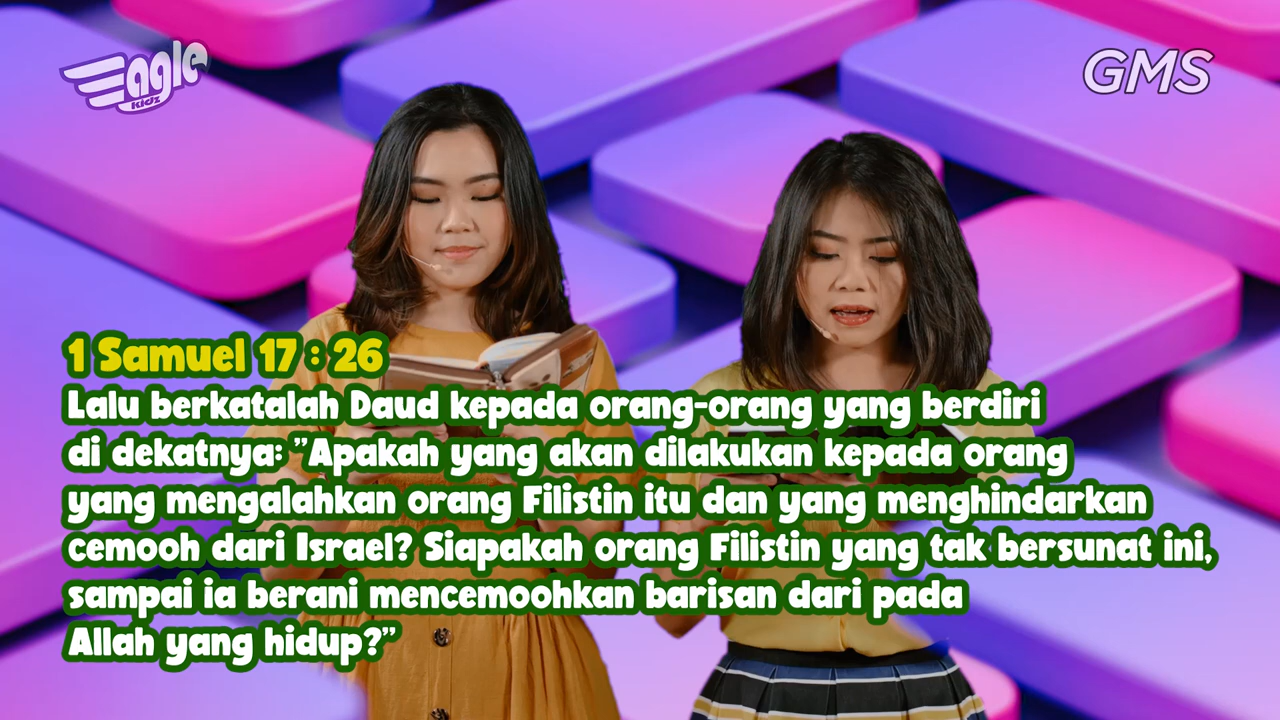 Eagle
KIDZ
GMS
1 Samuel 17 : 26
Lalu berkatalah Daud kepada orang-orang yang berdiri
di dekatnya: "Apakah yang akan dilakukan kepada orang
yang mengalahkan orang Filistin itu dan yang menghindarkan
cemooh dari Israel? Siapakah orang Filistin yang tak bersunat ini,
sampai ia berani mencemoohkan barisan dari pada
Allah yang hidup?"